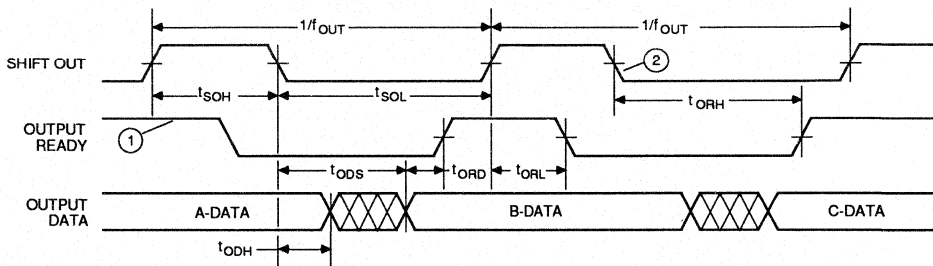 1/fOUT 1/fOUT
SHIFT OUT
2
tSOH tSOL tORH
OUTPUT
READY
1
tODS tORD tORL
OUTPUT
DATA
A-DATA B-DATA C-DATA
tODH